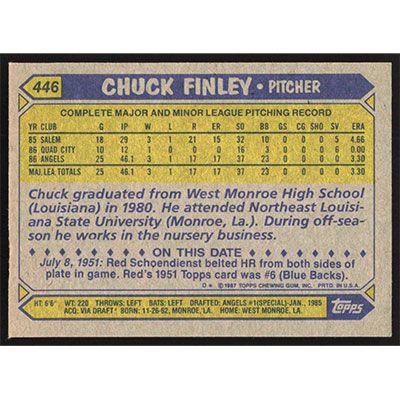 446
CHUCK FINLEY • PITCHER
COMPLETE MAJOR AND MINOR LEAGUE PITCHING RECORD
YR CLUB G IP W L R ER SO BB GS CG SHO SV ERA
85 SALEM 18 29 3 1 21 15 32 10 0 0 0 5 4.66
86 QUAD CITY 10 12 1 0 0 0 16 3 0 0 0 6 0.00
86 ANGELS 25 46.1 3 1 17 17 37 23 0 0 0 0 3.30
MAJ. LEA. TOTALS 25 46.1 3 1 17 17 37 23 0 0 0 0 3.30
Chuck graduated from West Monroe High School
(Louisiana) in 1980. He attended Northeast Louisi-
ana State University (Monroe, La.). During off-sea-
son he works in the nursery business.
◆ ON THIS DATE ◆
July 8, 1951: Red Schoendienst belted HR from both sides of
plate in game. Red's 1951 Topps card was #6 (Blue Backs).
D* ©1987 TOPPS CHEWING GUM, INC. PRTD. IN U.S.A.
HT: 6'6" WT: 220 THROWS: LEFT BATS: LEFT DRAFTED: ANGELS #1(SPECIAL)-JAN., 1985
ACQ: VIA DRAFT* BORN: 11-26-62, MONROE, LA. HOME: WEST MONROE, LA.
TOPPS